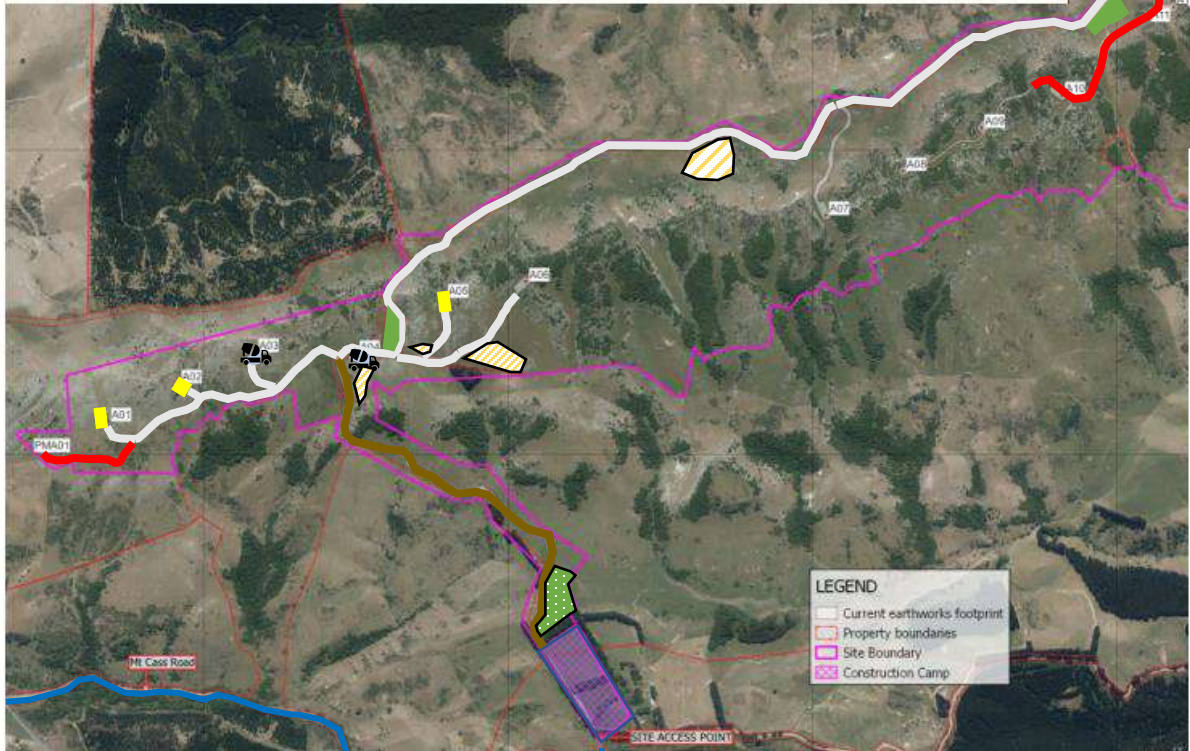 A11
A10
A09
A08
A07
A06
A05
A04
A03
A02
A01
PMA01
LEGEND
Current earthworks footprint
Property boundaries
Site Boundary
Construction Camp
Mt Cass Road
SITE ACCESS POINT